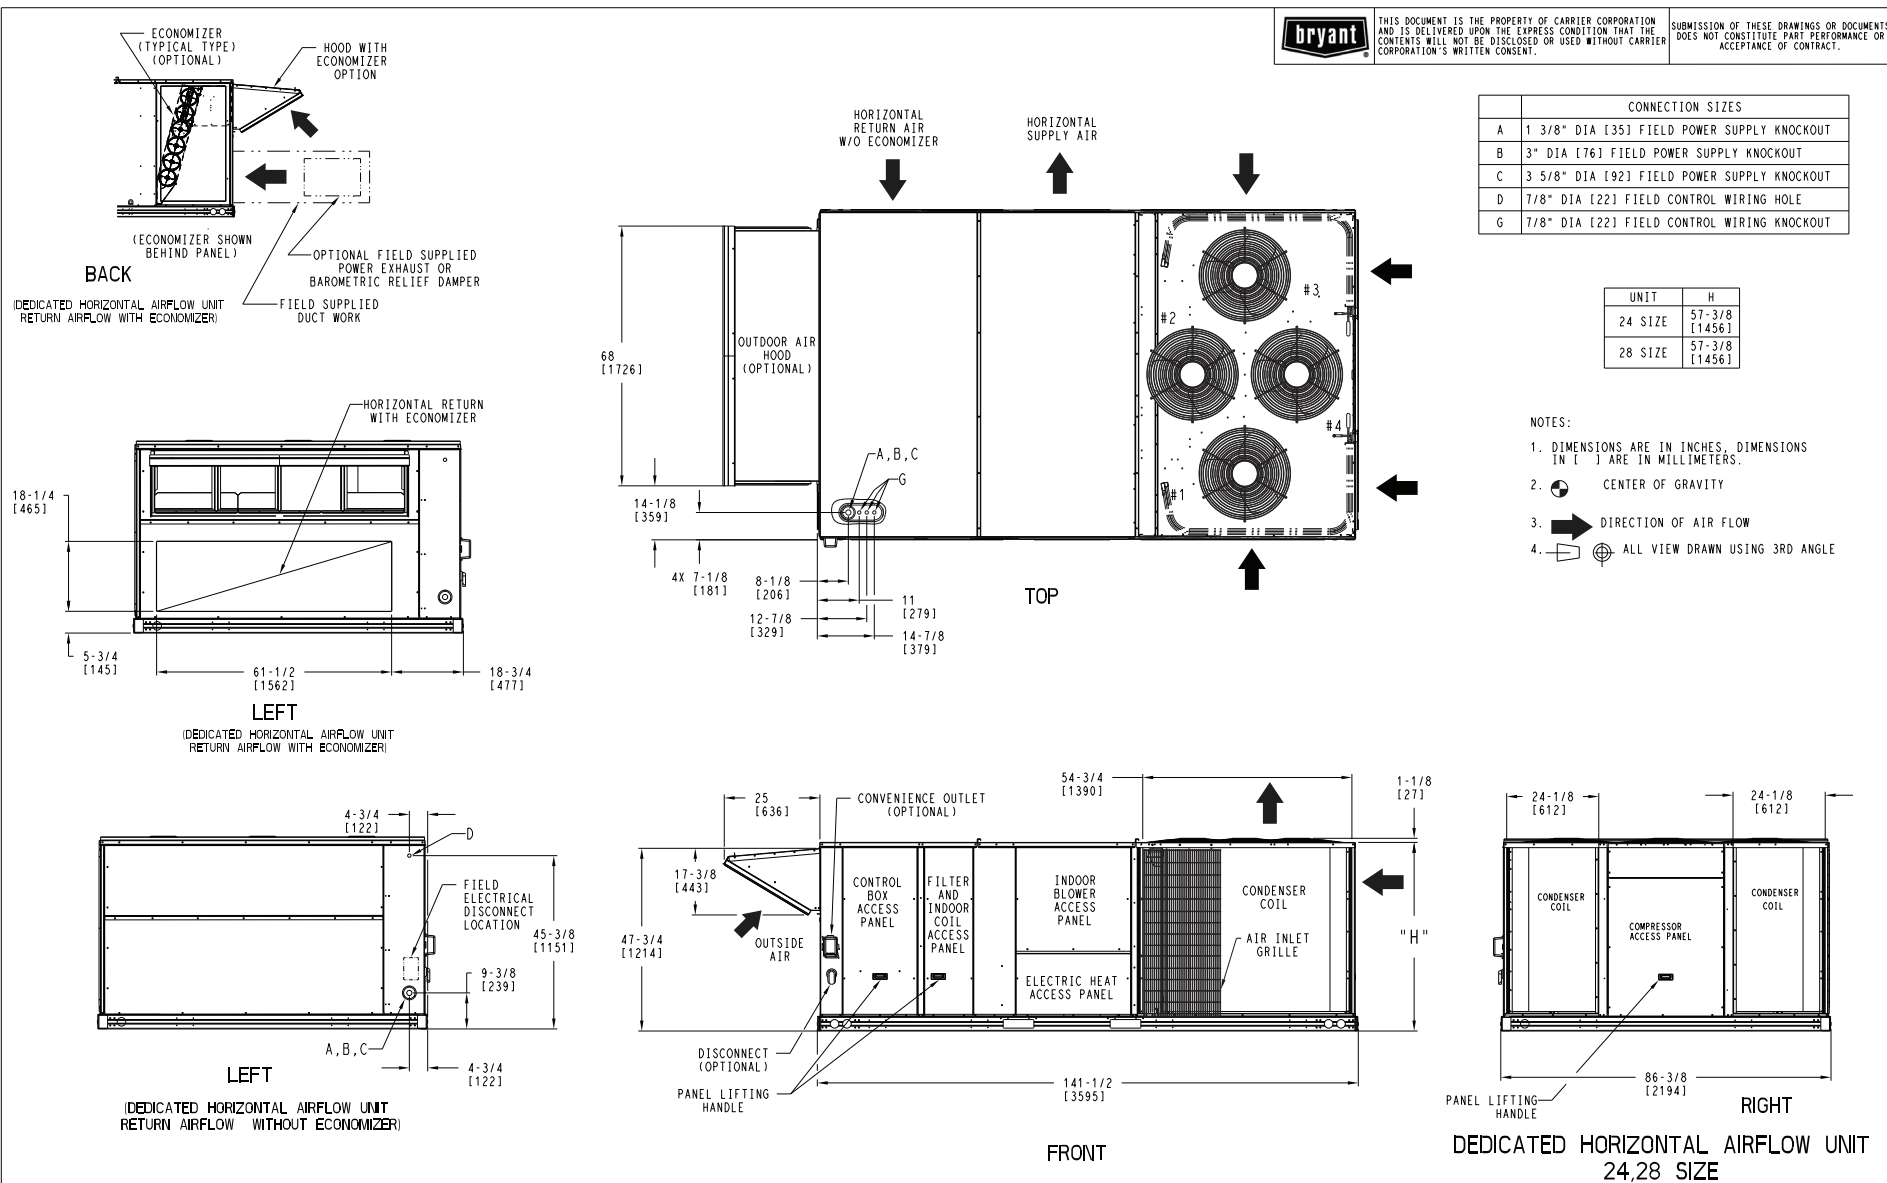 bryant
®
THIS DOCUMENT IS THE PROPERTY OF CARRIER CORPORATION
AND IS DELIVERED UPON THE EXPRESS CONDITION THAT THE
CONTENTS WILL NOT BE DISCLOSED OR USED WITHOUT CARRIER
CORPORATION'S WRITTEN CONSENT.
SUBMISSION OF THESE DRAWINGS OR DOCUMENTS
DOES NOT CONSTITUTE PART PERFORMANCE OR
ACCEPTANCE OF CONTRACT.
ECONOMIZER
(TYPICAL TYPE)
(OPTIONAL)
HOOD WITH
ECONOMIZER
OPTION
(ECONOMIZER SHOWN
BEHIND PANEL)
OPTIONAL FIELD SUPPLIED
POWER EXHAUST OR
BAROMETRIC RELIEF DAMPER
FIELD SUPPLIED
DUCT WORK
BACK
(DEDICATED HORIZONTAL AIRFLOW UNIT
RETURN AIRFLOW WITH ECONOMIZER)
HORIZONTAL
RETURN AIR
W/O ECONOMIZER
HORIZONTAL
SUPPLY AIR
68
[1726]
OUTDOOR AIR
HOOD
(OPTIONAL)
#3
#2
#4
#1
A,B,C
G
14-1/8
[359]
4X 7-1/8
[181]
8-1/8
[206]
11
[279]
12-7/8
[329]
14-7/8
[379]
TOP
CONNECTION SIZES
A 1 3/8" DIA [35] FIELD POWER SUPPLY KNOCKOUT
B 3" DIA [76] FIELD POWER SUPPLY KNOCKOUT
C 3 5/8" DIA [92] FIELD POWER SUPPLY KNOCKOUT
D 7/8" DIA [22] FIELD CONTROL WIRING HOLE
G 7/8" DIA [22] FIELD CONTROL WIRING KNOCKOUT
UNIT H
24 SIZE 57-3/8
[1456]
28 SIZE 57-3/8
[1456]
NOTES:
1. DIMENSIONS ARE IN INCHES, DIMENSIONS
IN [ ] ARE IN MILLIMETERS.
2. CENTER OF GRAVITY
3. DIRECTION OF AIR FLOW
4. ALL VIEW DRAWN USING 3RD ANGLE
HORIZONTAL RETURN
WITH ECONOMIZER
18-1/4
[465]
5-3/4
[145]
61-1/2
[1562]
18-3/4
[477]
LEFT
(DEDICATED HORIZONTAL AIRFLOW UNIT
RETURN AIRFLOW WITH ECONOMIZER)
4-3/4
[122]
D
FIELD
ELECTRICAL
DISCONNECT
LOCATION
45-3/8
[1151]
9-3/8
[239]
A,B,C
4-3/4
[122]
LEFT
(DEDICATED HORIZONTAL AIRFLOW UNIT
RETURN AIRFLOW WITHOUT ECONOMIZER)
25
[636]
CONVENIENCE OUTLET
(OPTIONAL)
54-3/4
[1390]
1-1/8
[27]
17-3/8
[443]
47-3/4
[1214]
OUTSIDE
AIR
CONTROL
BOX
ACCESS
PANEL
FILTER
AND
INDOOR
COIL
ACCESS
PANEL
INDOOR
BLOWER
ACCESS
PANEL
ELECTRIC HEAT
ACCESS PANEL
CONDENSER
COIL
AIR INLET
GRILLE
"H"
DISCONNECT
(OPTIONAL)
PANEL LIFTING
HANDLE
141-1/2
[3595]
FRONT
24-1/8
[612]
24-1/8
[612]
CONDENSER
COIL
COMPRESSOR
ACCESS PANEL
CONDENSER
COIL
86-3/8
[2194]
PANEL LIFTING
HANDLE
RIGHT
DEDICATED HORIZONTAL AIRFLOW UNIT
24,28 SIZE